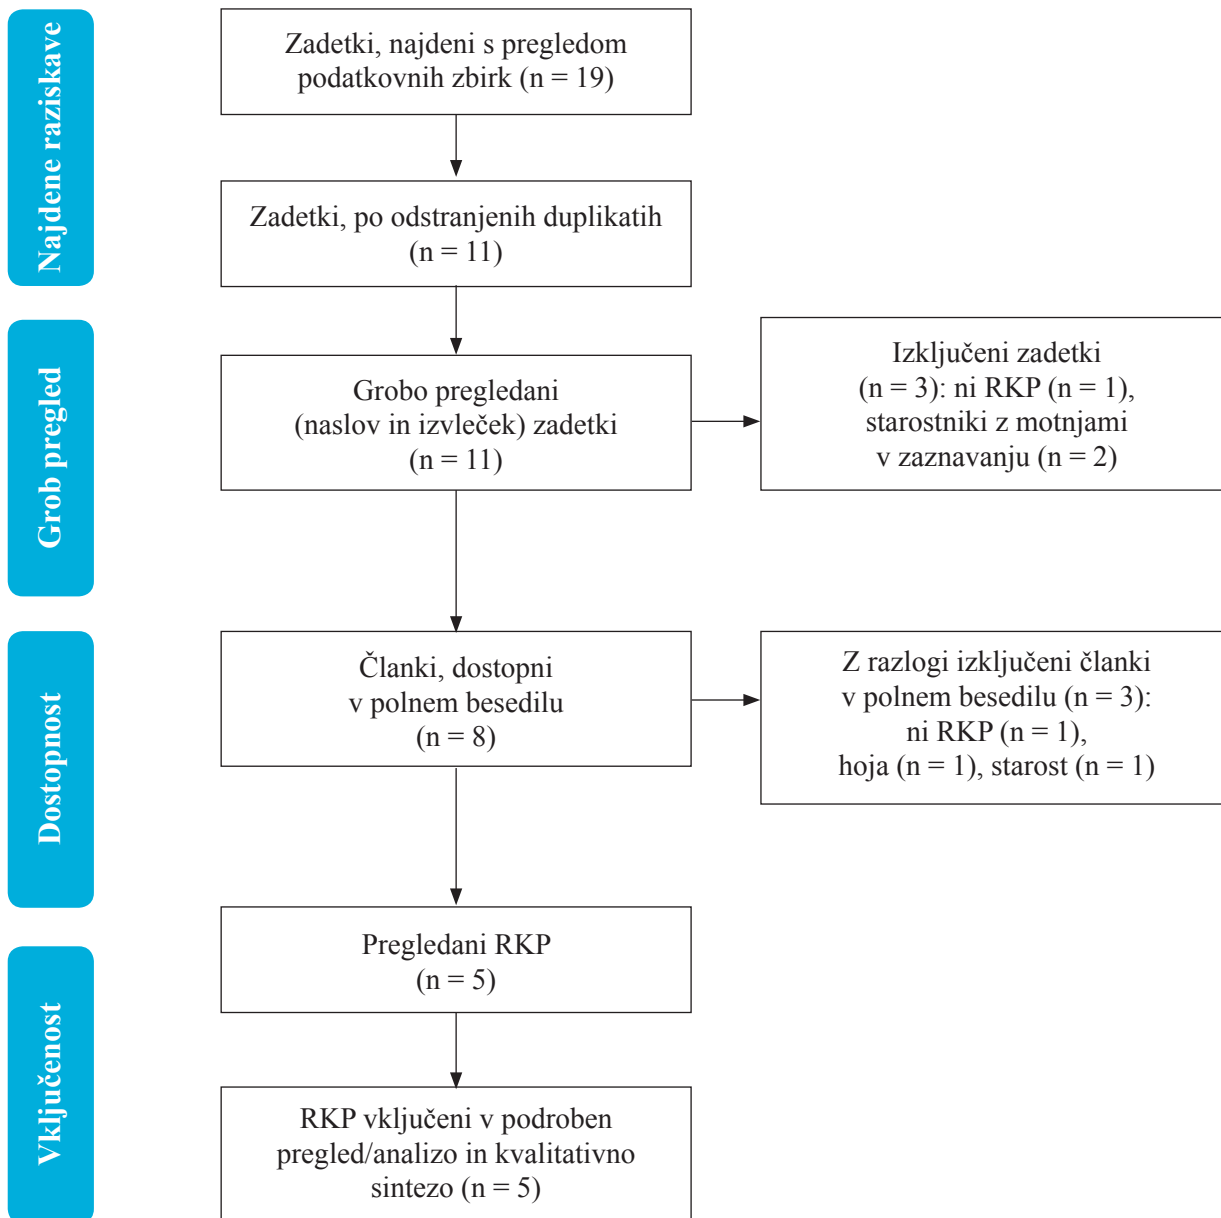 Najdene raziskave
Zadetki, najdeni s pregledom
podatkovnih zbirk (n = 19)
Zadetki, po odstranjenih duplikatih
(n = 11)
Grob pregled
Grobo pregledani
(naslov in izvleček) zadetki
(n = 11)
Izključeni zadetki
(n = 3): ni RKP (n = 1),
starostniki z motnjami
v zaznavanju (n = 2)
Dostopnost
Članki, dostopni
v polnem besedilu
(n = 8)
Z razlogi izključeni članki
v polnem besedilu (n = 3):
ni RKP (n = 1),
hoja (n = 1), starost (n = 1)
Vključenost
Pregledani RKP
(n = 5)
RKP vključeni v podroben
pregled/analizo in kvalitativno
sintezo (n = 5)